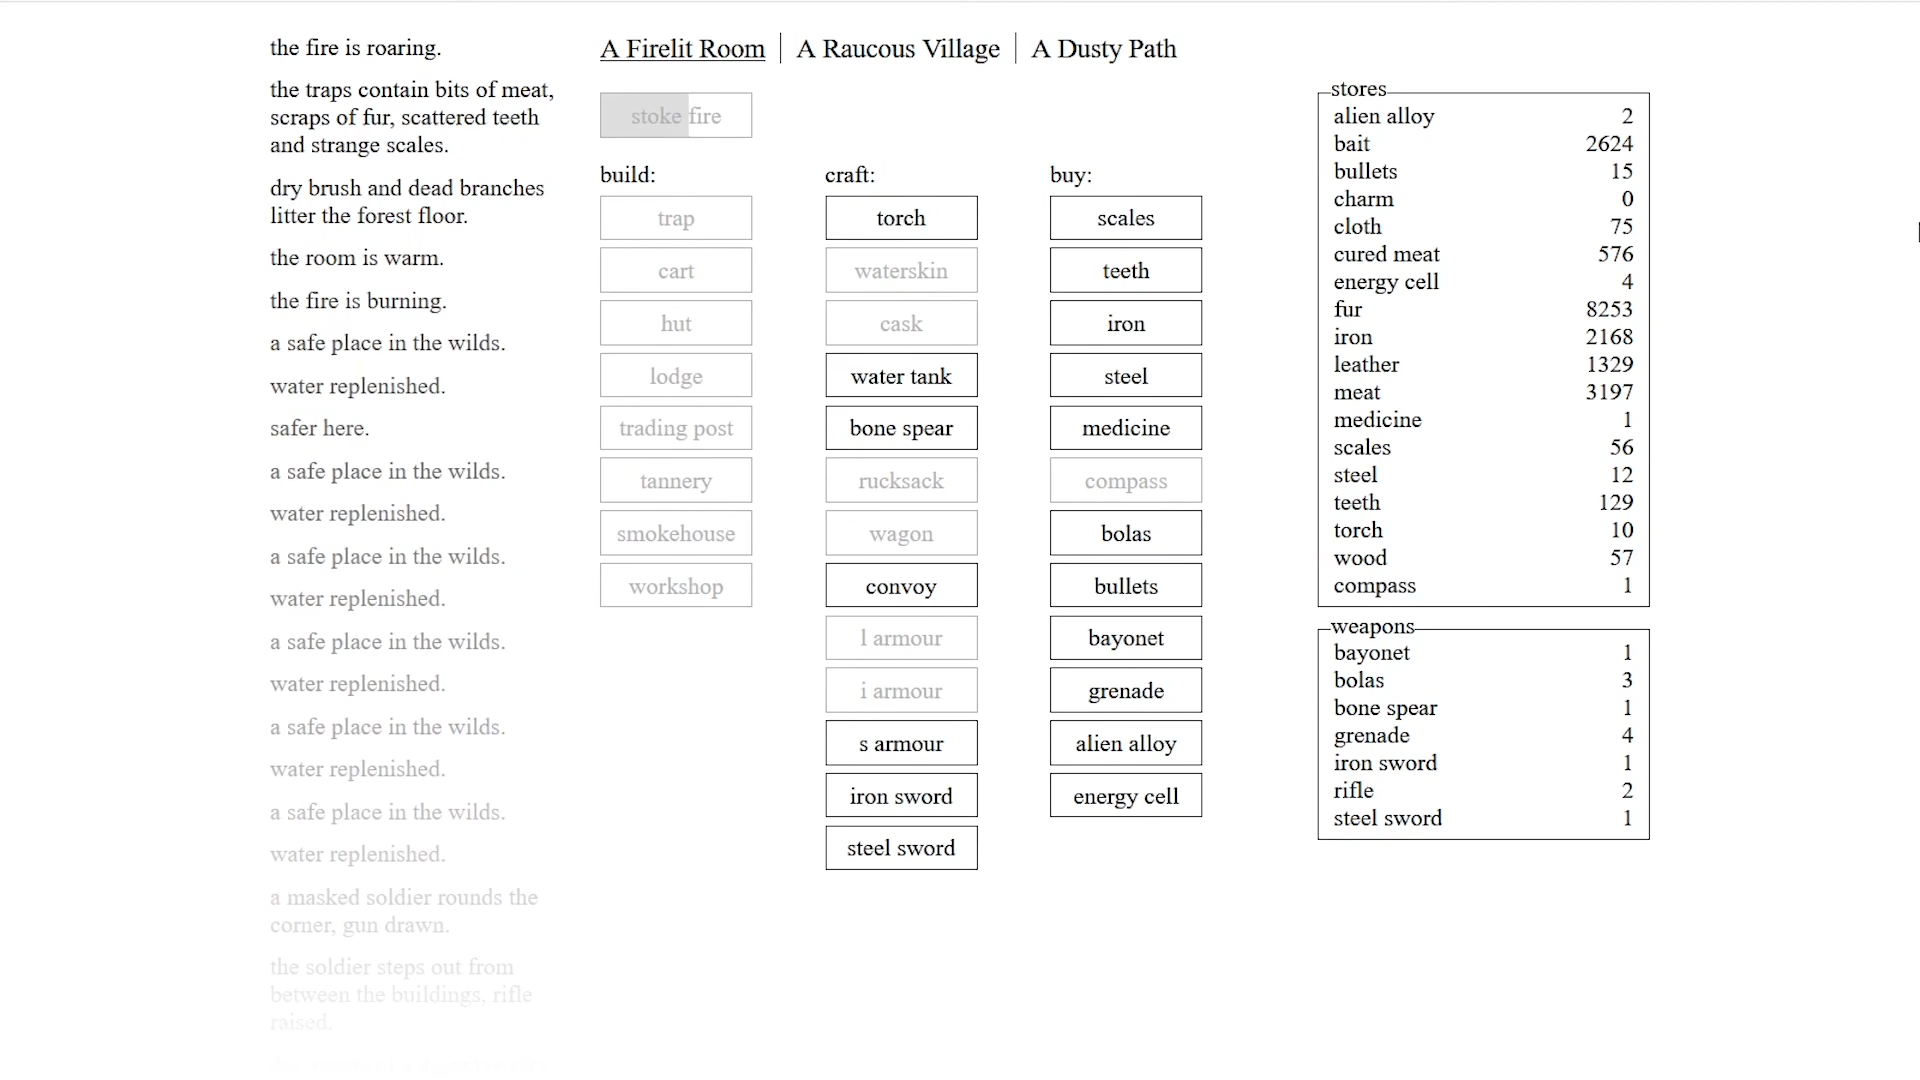 the fire is roaring.
the traps contain bits of meat,
scraps of fur, scattered teeth
and strange scales.
dry brush and dead branches
litter the forest floor.
the room is warm.
the fire is burning.
a safe place in the wilds.
water replenished.
safer here.
a safe place in the wilds.
water replenished.
a safe place in the wilds.
water replenished.
a safe place in the wilds.
water replenished.
a safe place in the wilds.
water replenished.
a safe place in the wilds.
water replenished.
a masked soldier rounds the
corner, gun drawn.
the soldier steps out from
between the buildings, rifle
raised.
A Firelit Room
A Raucous Village
A Dusty Path
stoke fire
build:
trap
cart
hut
lodge
trading post
tannery
smokehouse
workshop
craft:
torch
waterskin
cask
water tank
bone spear
rucksack
wagon
convoy
l armour
i armour
s armour
iron sword
steel sword
buy:
scales
teeth
iron
steel
medicine
compass
bolas
bullets
bayonet
grenade
alien alloy
energy cell
stores
alien alloy 2
bait 2624
bullets 15
charm 0
cloth 75
cured meat 576
energy cell 4
fur 8253
iron 2168
leather 1329
meat 3197
medicine 1
scales 56
steel 12
teeth 129
torch 10
wood 57
compass 1
weapons
bayonet 1
bolas 3
bone spear 1
grenade 4
iron sword 1
rifle 2
steel sword 1